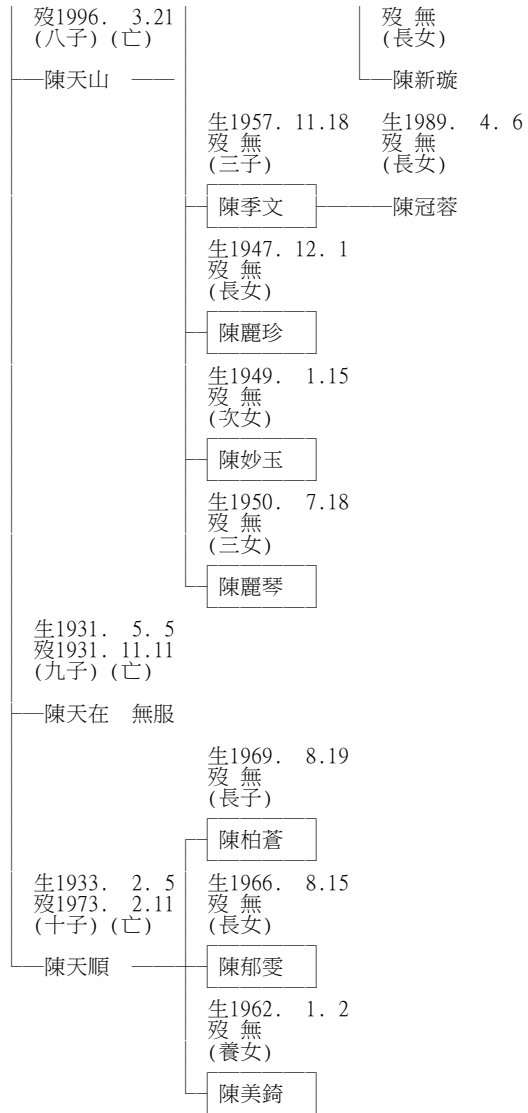 歿1996. 3.21
(八子)(亡)
陳天山
歿 無
(長女)
陳新璇
生1957. 11.18
歿 無
(三子)
陳季文
生1989. 4. 6
歿 無
(長女)
陳冠蓉
生1947. 12. 1
歿 無
(長女)
陳麗珍
生1949. 1.15
歿 無
(次女)
陳妙玉
生1950. 7.18
歿 無
(三女)
陳麗琴
生1931. 5. 5
歿1931. 11.11
(九子)(亡)
陳天在 無服
生1969. 8.19
歿 無
(長子)
陳柏蒼
生1933. 2. 5
歿1973. 2.11
(十子)(亡)
陳天順
生1966. 8.15
歿 無
(長女)
陳郁雯
生1962. 1. 2
歿 無
(養女)
陳美錡